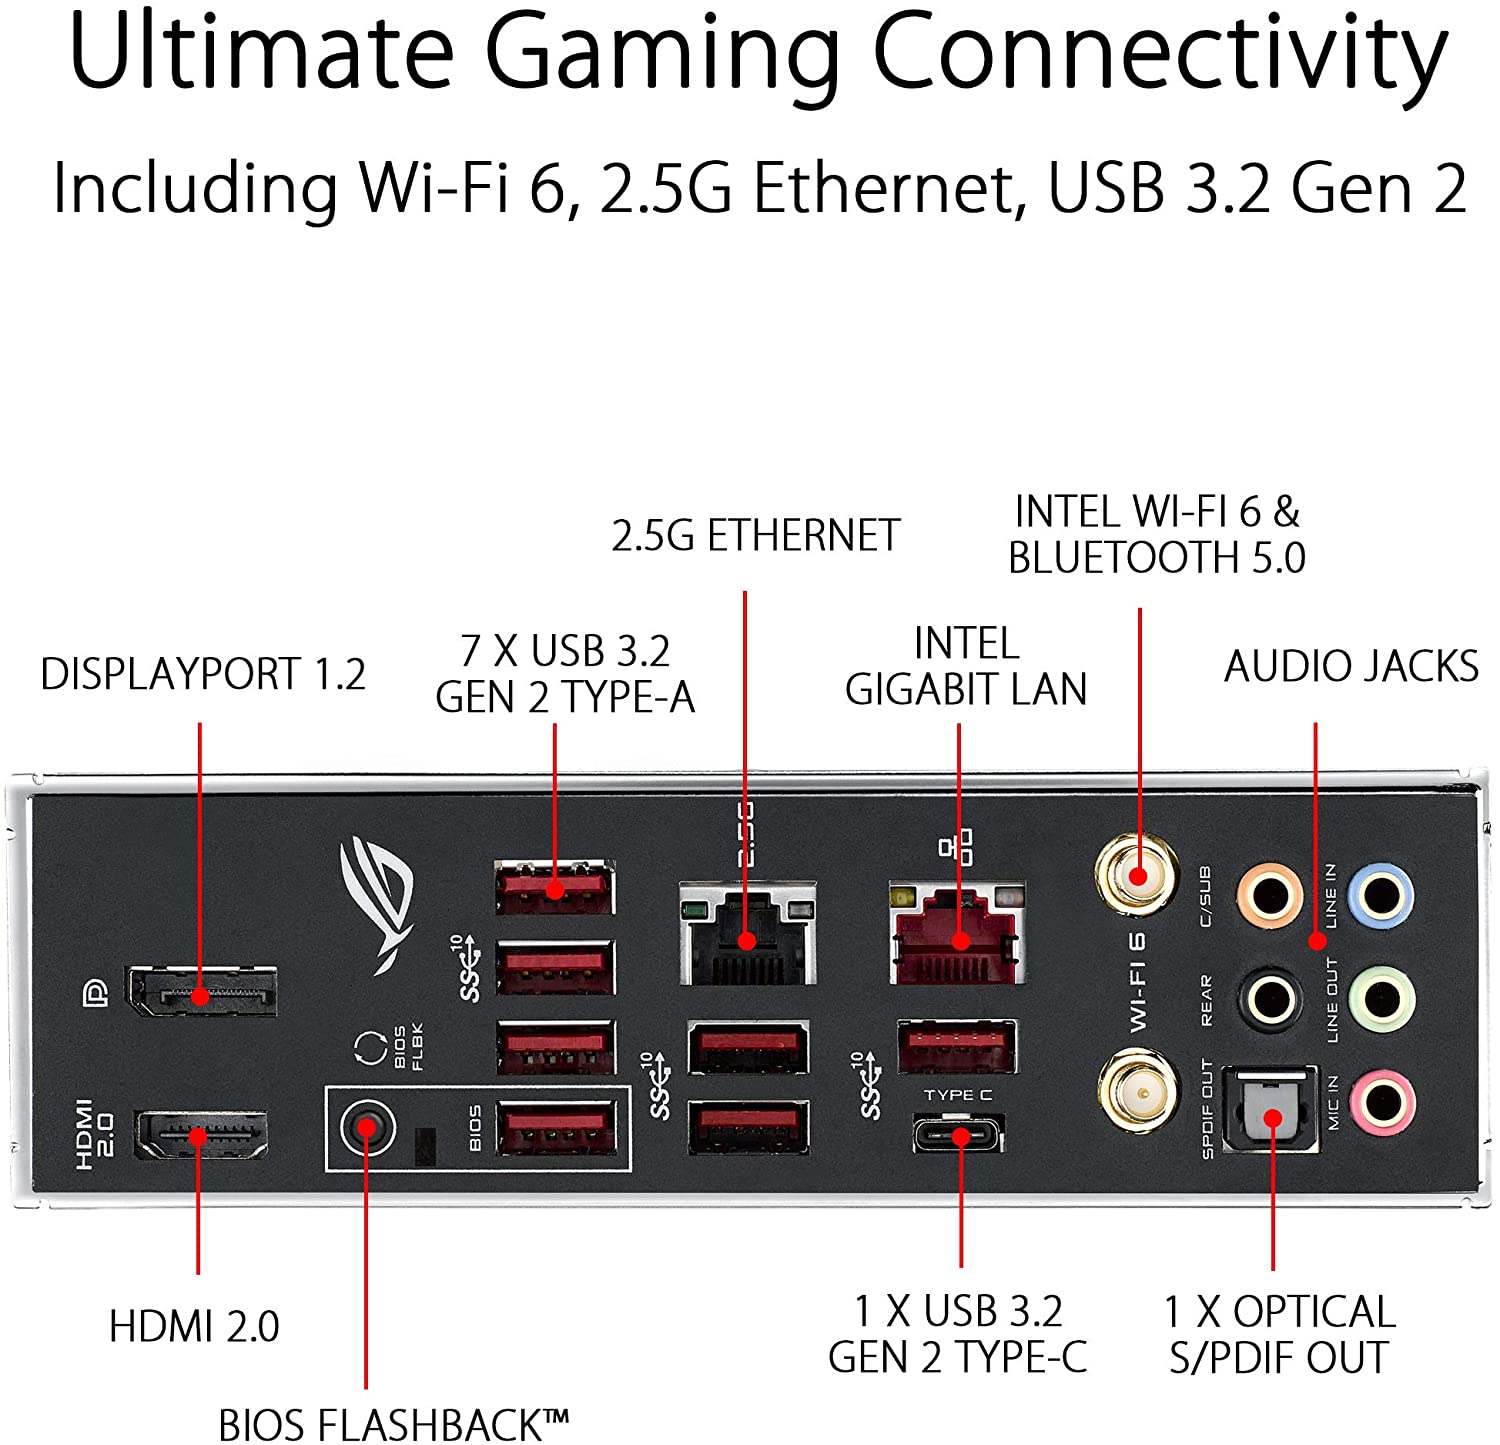 Ultimate Gaming Connectivity
Including Wi-Fi 6, 2.5G Ethernet, USB 3.2 Gen 2
INTEL WI-FI 6 &
BLUETOOTH 5.0
2.5G ETHERNET
INTEL
GIGABIT LAN
7 X USB 3.2
GEN 2 TYPE-A
DISPLAYPORT 1.2
AUDIO JACKS
2.5G
C/SUB
LINE IN
10
WI-FI 6
REAR
LINE OUT
BIOS
FLBK
10
10
TYPE C
HDMI
2.0
BIOS
SPDIF OUT
MIC IN
HDMI 2.0
1 X USB 3.2
GEN 2 TYPE-C
1 X OPTICAL
S/PDIF OUT
BIOS FLASHBACK™